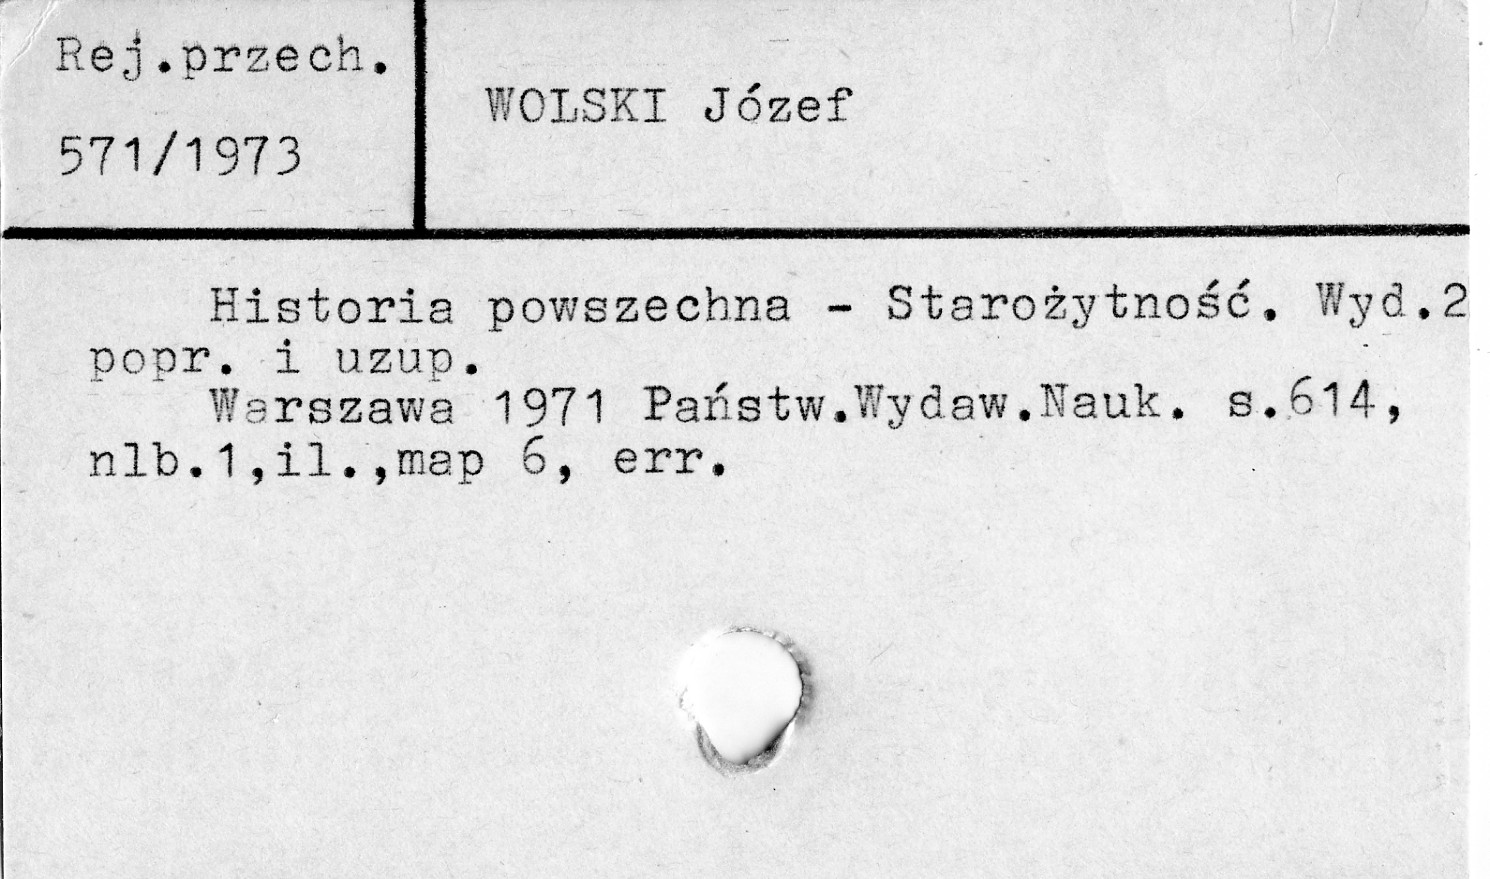 Rej.przech.
571/1973
WOLSKI Józef
Historia powszechna - Starożytność. Wyd.2
popr. i uzup.
Warszawa 1971 Państw.Wydaw.Nauk. s.614,
nlb.1,il.,map 6, err.